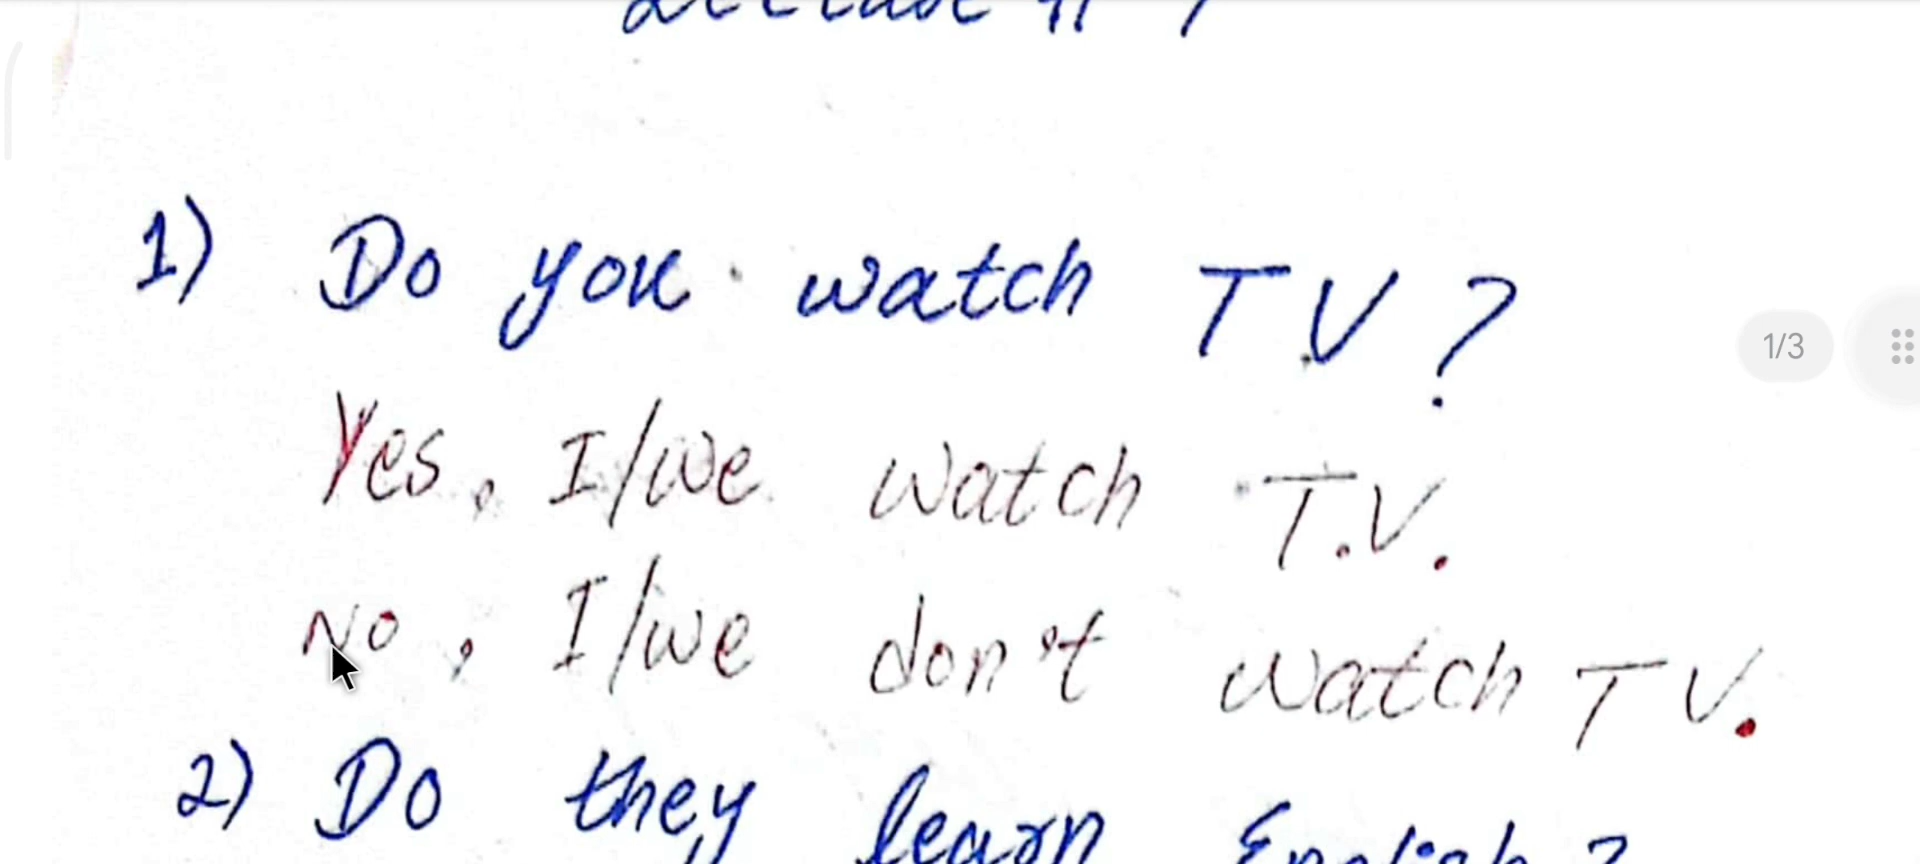 1) Do you watch TV?
Yes, I/we watch T.V.
No, I/we don't watch TV.
2) Do they learn English?
1/3